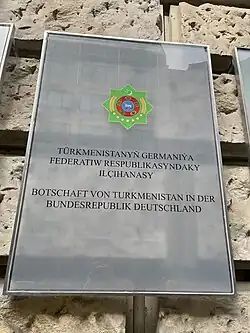 TÜRKMENISTANYŇ GERMANIÝA
FEDERATIW RESPUBLIKASYNDAKY
ILÇIHANASY
BOTSCHAFT VON TURKMENISTAN IN DER
BUNDESREPUBLIK DEUTSCHLAND